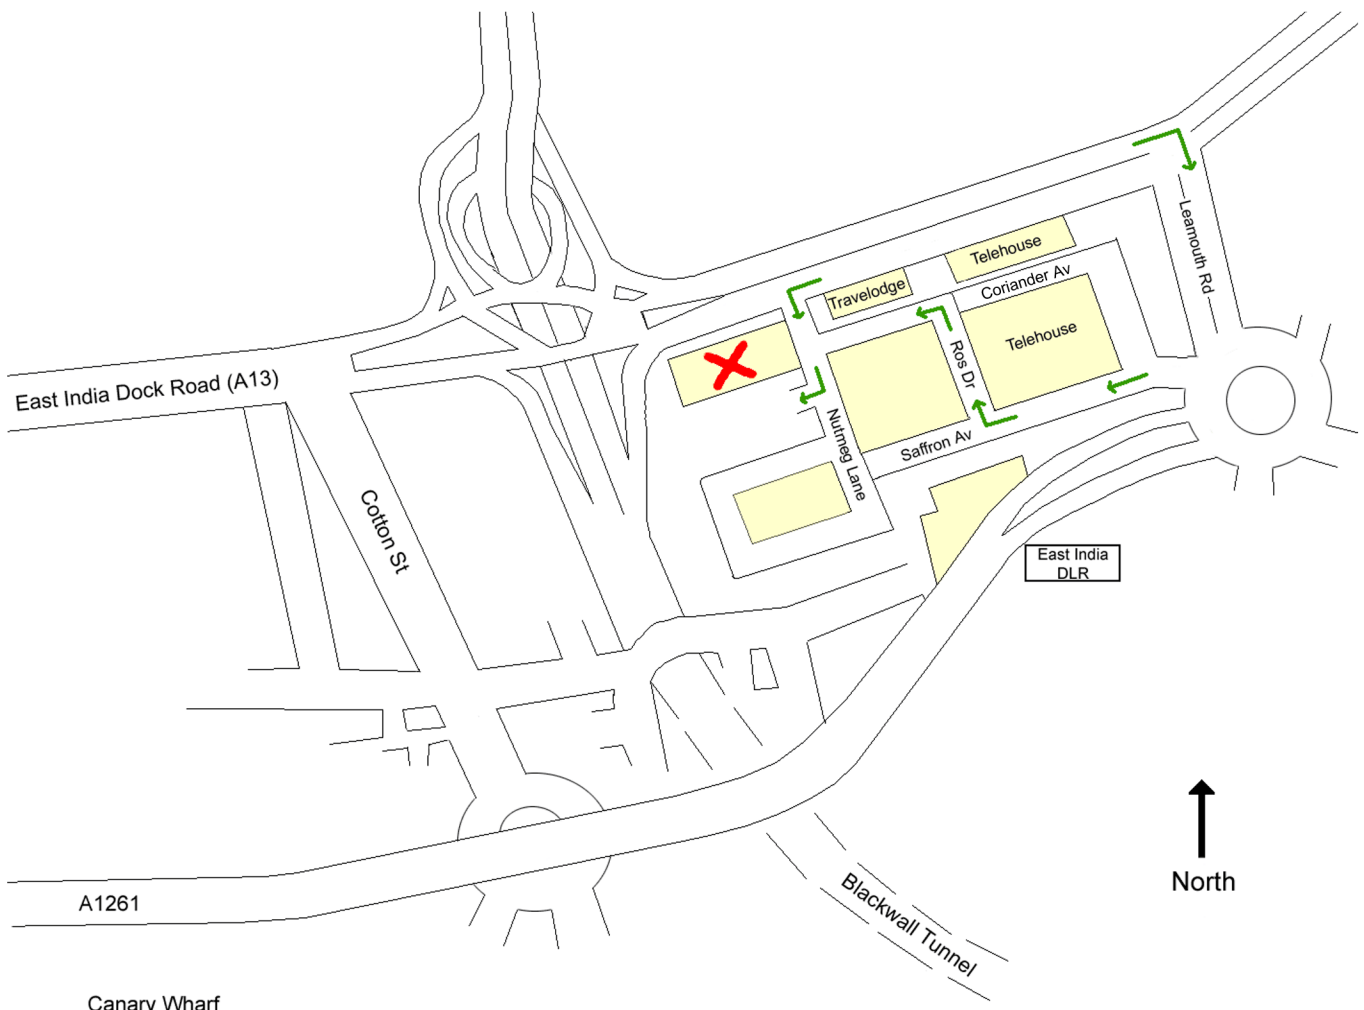 Telehouse
Leamouth Rd
Travelodge
Coriander Av
Telehouse
Ros Dr
East India Dock Road (A13)
Nutmeg Lane
Saffron Av
Cotton St
East India
DLR
North
A1261
Blackwall Tunnel
Canary Wharf